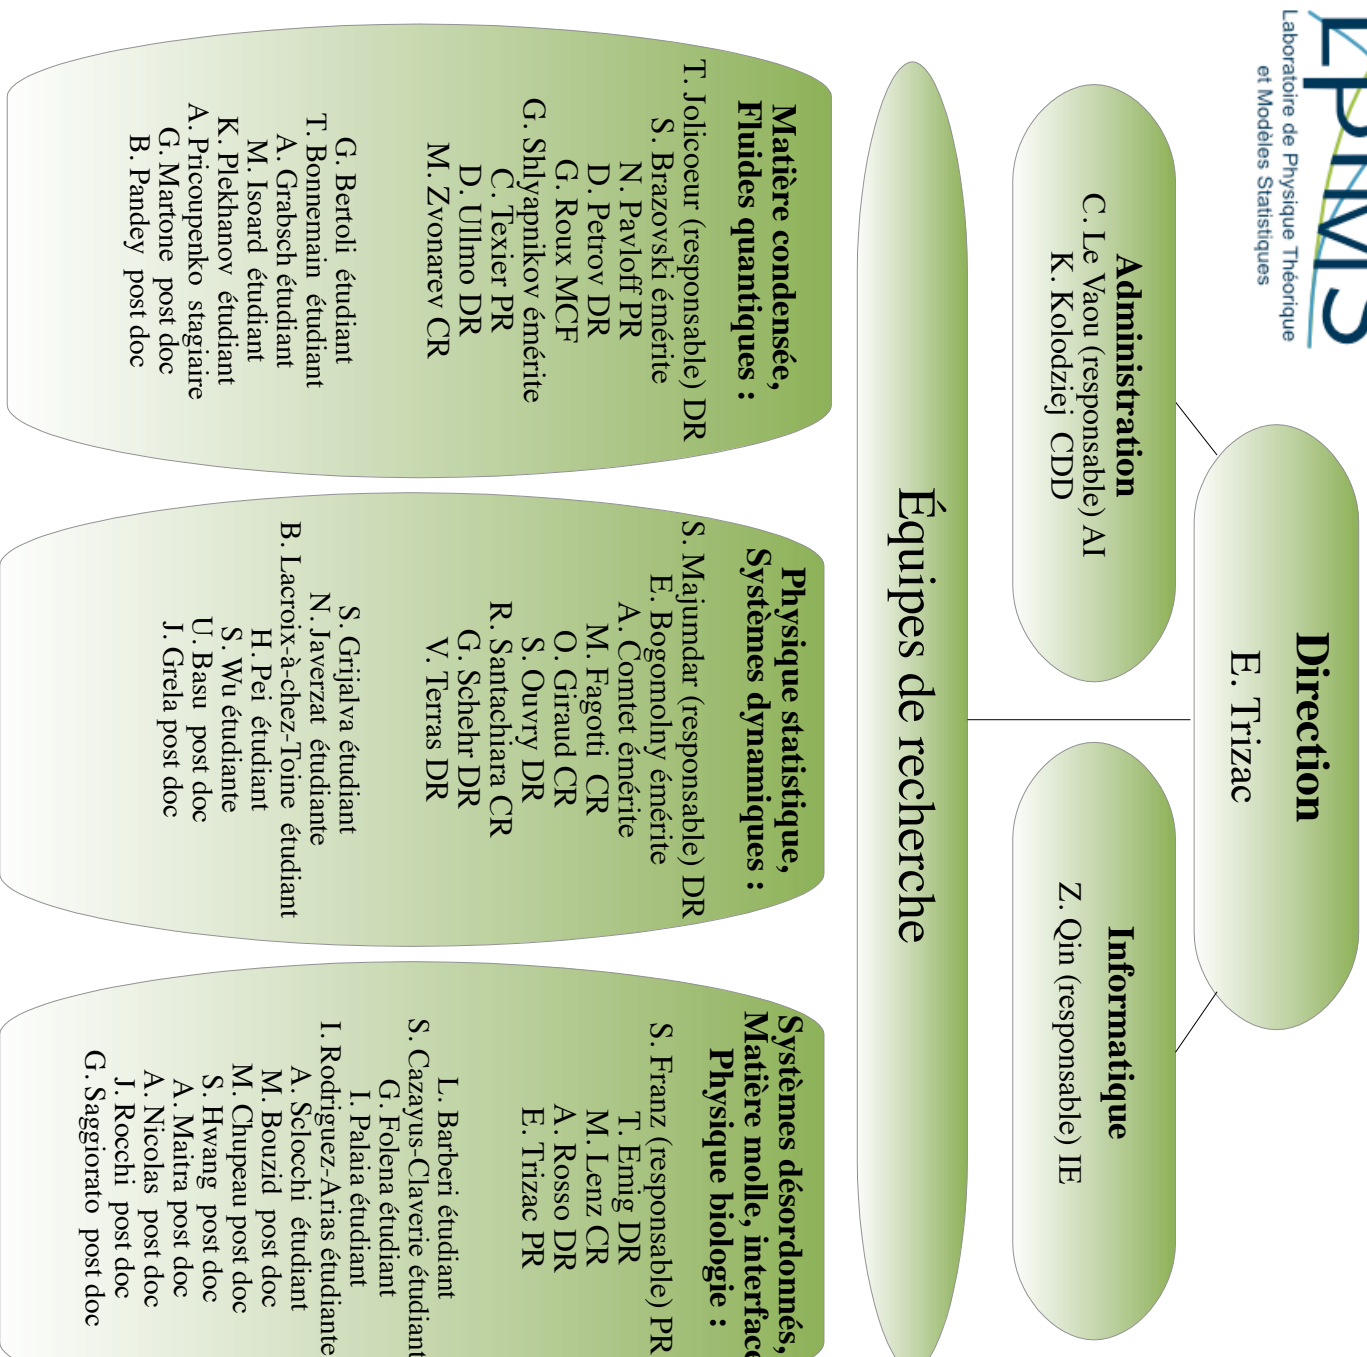 LPTMS
Laboratoire de Physique Théorique
et Modèles Statistiques
Direction
E. Trizac
Administration
C. Le Vaou (responsable) AI
K. Kolodziej CDD
Informatique
Z. Qin (responsable) IE
Équipes de recherche
Matière condensée,
Fluides quantiques :
T. Jolicoeur (responsable) DR
S. Brazovski émérite
N. Pavloff PR
D. Petrov DR
G. Roux MCF
G. Shlyapnikov émérite
C. Texier PR
D. Ullmo DR
M. Zvonarev CR
G. Bertoli étudiant
T. Bonnemain étudiant
A. Grabsch étudiant
M. Isoard étudiant
K. Plekhanov étudiant
A. Pricoupenko stagiaire
G. Martone post doc
B. Pandey post doc
Physique statistique,
Systèmes dynamiques :
S. Majumdar (responsable) DR
E. Bogomolny émérite
A. Comtet émérite
M. Fagotti CR
O. Giraud CR
S. Ouvry DR
R. Santachiara CR
G. Schehr DR
V. Terras DR
S. Grijalva étudiant
N. Javerzat étudiante
B. Lacroix-à-chez-Toine étudiant
H. Pei étudiant
S. Wu étudiante
U. Basu post doc
J. Grela post doc
Systèmes désordonnés,
Matière molle, interface
Physique biologie :
S. Franz (responsable) PR
T. Emig DR
M. Lenz CR
A. Rosso DR
E. Trizac PR
L. Barberi étudiant
S. Cazayus-Claverie étudiant
G. Folena étudiant
I. Palaia étudiant
I. Rodriguez-Arias étudiante
A. Sclocchi étudiant
M. Bouzid post doc
M. Chupeau post doc
S. Hwang post doc
A. Maitra post doc
A. Nicolas post doc
J. Rocchi post doc
G. Saggiorato post doc